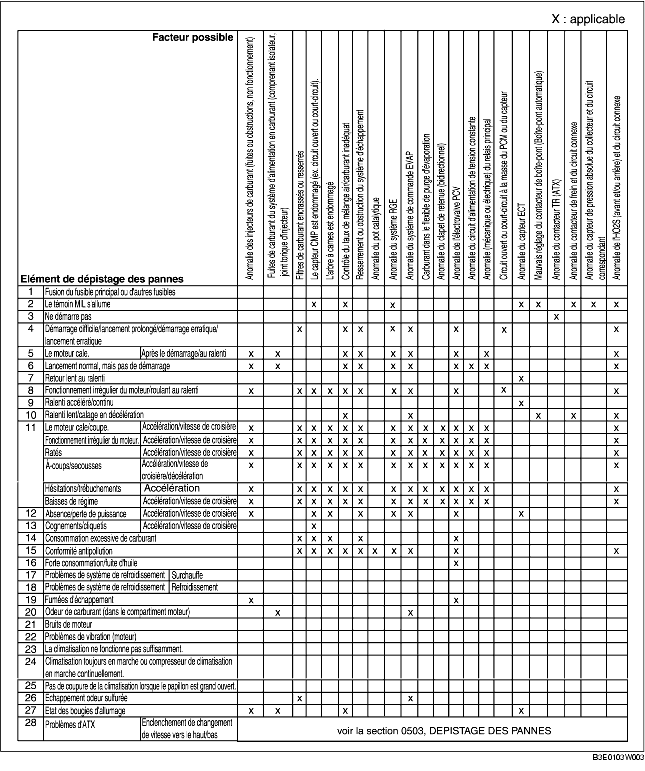 X : applicable
Facteur possible
Anomalie des injecteurs de carburant (fuites ou obstructions, non fonctionnement)
Fuites de carburant du système d'alimentation en carburant (comprenant isolateur,
joint torique d'injecteur)
Filtres de carburant encrassés ou resserrés
Le capteur CMP est endommagé (ex. circuit ouvert ou court-circuit).
L'arbre à cames est endommagé
Contrôle du taux de mélange air/carburant inadéquat
Resserrement ou obstruction du système d'échappement
Anomalie du pot catalytique
Anomalie du système RGE
Anomalie du système de commande EVAP
Carburant dans le flexible de purge d'évaporation
Anomalie du clapet de retenue (bidirectionnel)
Anomalie de l'électrovanne PCV
Anomalie du circuit d'alimentation de tension constante
Anomalie (mécanique ou électrique) du relais principal
Circuit ouvert ou court-circuit à la masse du PCM ou du capteur
Anomalie du capteur ECT
Mauvais réglage du contacteur de boîte-pont (Boîte-pont automatique)
Anomalie du contacteur TR (ATX)
Anomalie du contacteur de frein et du circuit connexe
Anomalie du capteur de pression absolue du collecteur et du circuit
correspondant
Anomalie de l'HO2S (avant et/ou arrière) et du circuit connexe
Elément de dépistage des pannes
1 Fusion du fusible principal ou d'autres fusibles
2 Le témoin MIL s'allume x x x x x x x x
3 Ne démarre pas x
4 Démarrage difficile/lancement prolongé/démarrage erratique/ x x x x x x x x
lancement erratique
5 Le moteur cale. Après le démarrage/au ralenti x x x x x x x x x
6 Lancement normal, mais pas de démarrage x x x x x x x x x x
7 Retour lent au ralenti x
8 Fonctionnement irrégulier du moteur/roulant au ralenti x x x x x x x x x x x
9 Ralenti accéléré/continu x
10 Ralenti lent/calage en décélération x x x x x
11 Le moteur cale/coupe. Accélération/vitesse de croisière x x x x x x x x x x x x x x
Fonctionnement irrégulier du moteur. Accélération/vitesse de croisière x x x x x x x x x x x x x x
Ratés Accélération/vitesse de croisière x x x x x x x x x x x x x x
A-coups/secousses Accélération/vitesse de x x x x x x x x x x x x x x
croisière/décélération
Hésitations/trébuchements Accélération x x x x x x x x x x x x x x
Baisses de régime Accélération/vitesse de croisière x x x x x x x x x x x x x x
12 Absence/perte de puissance Accélération/vitesse de croisière x x x x x x x x x
13 Cognements/cliquetis Accélération/vitesse de croisière x
14 Consommation excessive de carburant x x x x x
15 Conformité antipollution x x x x x x x x x x
16 Forte consommation/fuite d'huile x
17 Problèmes de système de refroidissement Surchauffe
18 Problèmes de système de refroidissement Refroidissement
19 Fumées d'échappement x x
20 Odeur de carburant (dans le compartiment moteur) x x
21 Bruits de moteur
22 Problèmes de vibration (moteur)
23 La climatisation ne fonctionne pas suffisamment.
24 Climatisation toujours en marche ou compresseur de climatisation
en marche continuellement.
25 Pas de coupure de la climatisation lorsque le papillon est grand ouvert.
26 Echappement odeur sulfurée x x
27 Etat des bougies d'allumage x x x x
28 Problèmes d'ATX Enclenchement de changement
de vitesse vers le haut/bas
voir la section 0503, DEPISTAGE DES PANNES
B3E0103W003